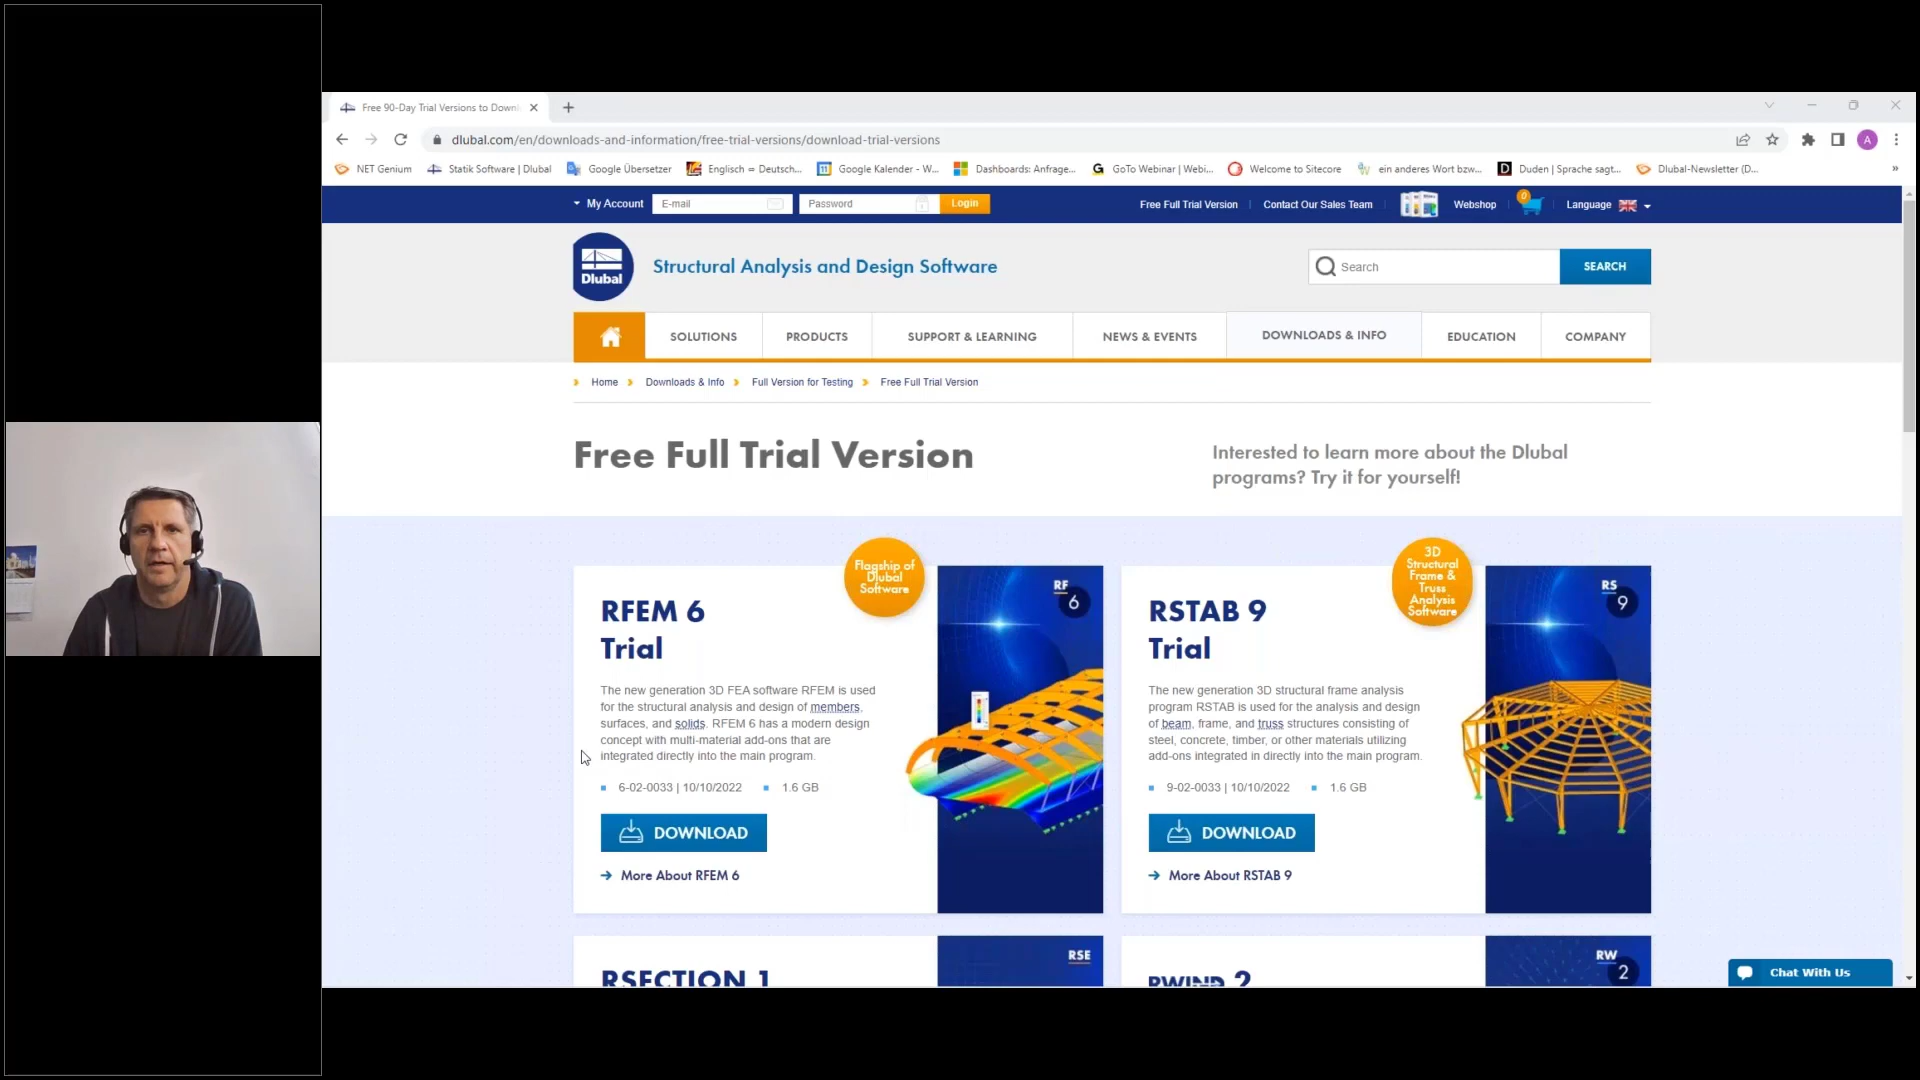 Free 90-Day Trial Versions to Downl
dlubal.com/en/downloads-and-information/free-trial-versions/download-trial-versions
A
NET Genium
Statik Software | Dlubal
Google Übersetzer
Englisch ↔ Deutsch...
Google Kalender - W...
Dashboards: Anfrage...
GoTo Webinar | Webi...
Welcome to Sitecore
ein anderes Wort bzw...
Duden | Sprache sagt...
Dlubal-Newsletter (D...
»
My Account
E-mail
Password
Login
Free Full Trial Version
Contact Our Sales Team
Webshop
0
Language
Dlubal
Structural Analysis and Design Software
Search
SEARCH
SOLUTIONS
PRODUCTS
SUPPORT & LEARNING
NEWS & EVENTS
DOWNLOADS & INFO
EDUCATION
COMPANY
Home
Downloads & Info
Full Version for Testing
Free Full Trial Version
Free Full Trial Version
Interested to learn more about the Dlubal
programs? Try it for yourself!
Flagship of
Dlubal
Software
RF
6
RFEM 6
Trial
The new generation 3D FEA software RFEM is used
for the structural analysis and design of members,
surfaces, and solids. RFEM 6 has a modern design
concept with multi-material add-ons that are
integrated directly into the main program.
6-02-0033 | 10/10/2022
1.6 GB
DOWNLOAD
More About RFEM 6
3D
Structural
Frame &
Truss
Analysis
Software
RS
9
RSTAB 9
Trial
The new generation 3D structural frame analysis
program RSTAB is used for the analysis and design
of beam, frame, and truss structures consisting of
steel, concrete, timber, or other materials utilizing
add-ons integrated in directly into the main program.
9-02-0033 | 10/10/2022
1.6 GB
DOWNLOAD
More About RSTAB 9
RSECTION 1
RSE
RWIND 2
RW
2
Chat With Us